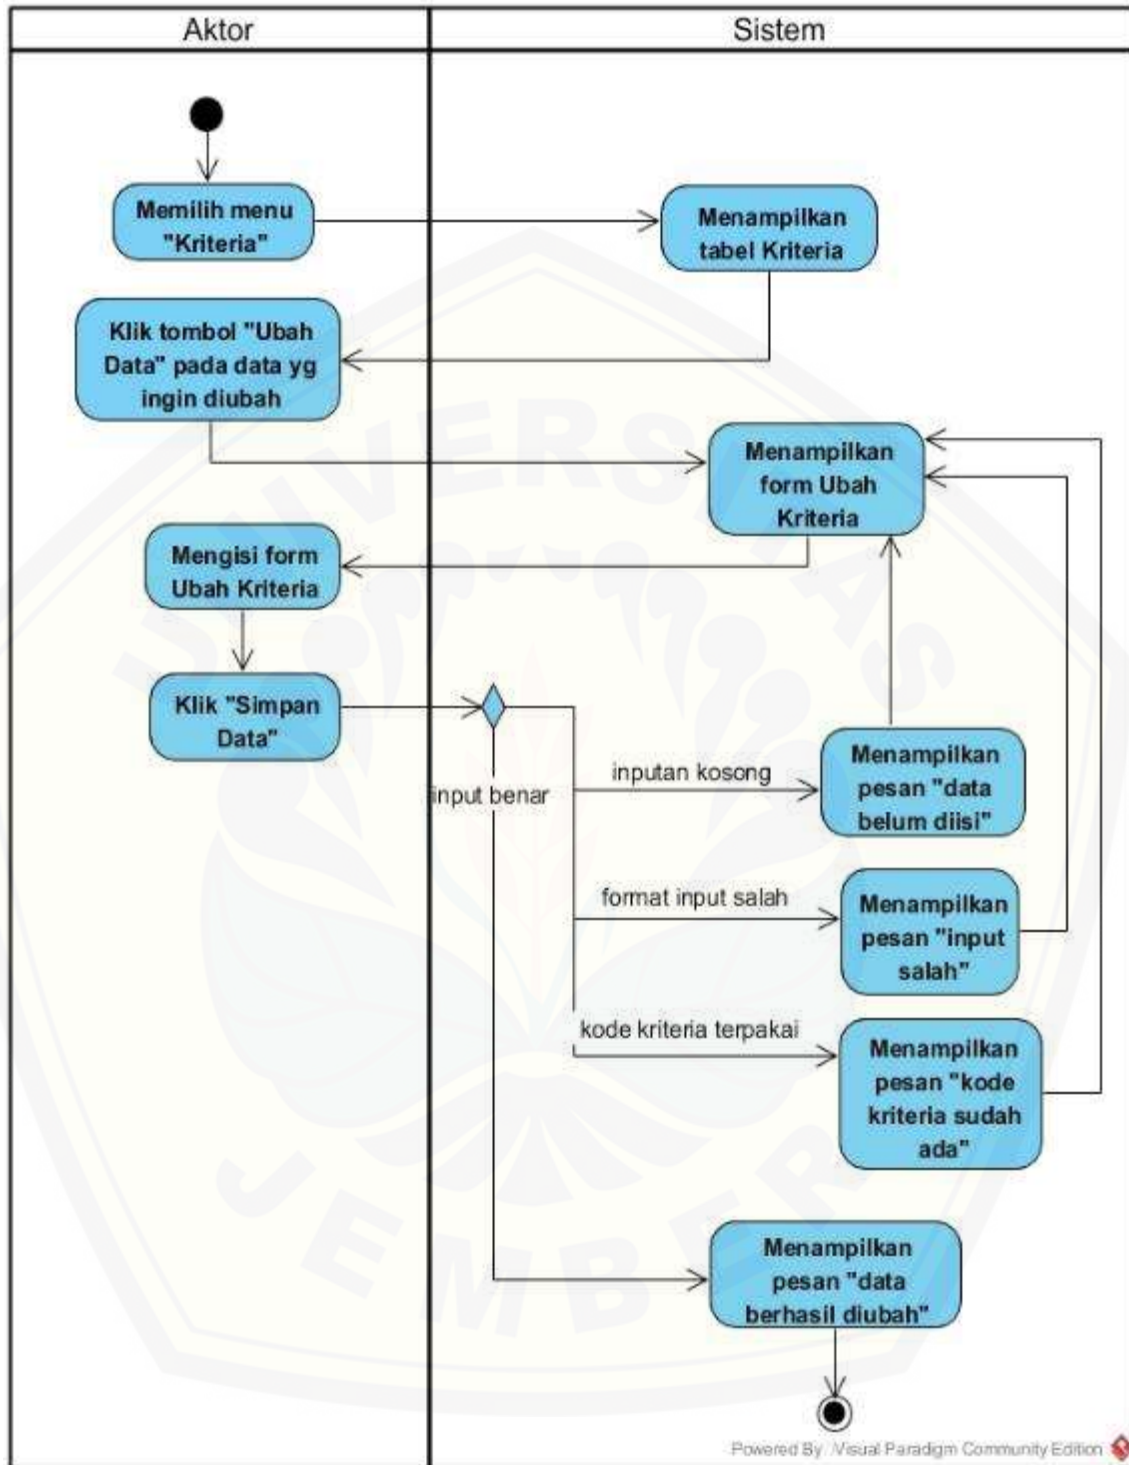 Aktor
Sistem
Memilih menu
"Kriteria"
Menampilkan
tabel Kriteria
Klik tombol "Ubah
Data" pada data yg
ingin diubah
Menampilkan
form Ubah
Kriteria
Mengisi form
Ubah Kriteria
Klik "Simpan
Data"
input benar
inputan kosong
Menampilkan
pesan "data
belum diisi"
format input salah
Menampilkan
pesan "input
salah"
kode kriteria terpakai
Menampilkan
pesan "kode
kriteria sudah
ada"
Menampilkan
pesan "data
berhasil diubah"
UNIVERSITAS
JEMBER
Powered By Visual Paradigm Community Edition